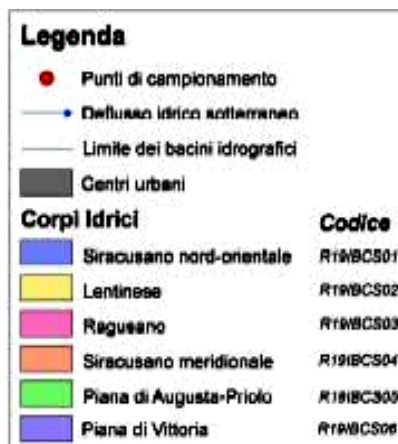 Legenda
Punti di campionamento
Deflusso idrico sotterraneo
Limite dei bacini idrografici
Centri urbani
Corpi Idrici Codice
Siracusano nord-orientale R19IBCS01
Lentinese R19IBCS02
Ragusano R19IBCS03
Siracusano meridionale R19IBCS04
Piana di Augusta-Priolo R19IBCS05
Piana di Vittoria R19IBCS06